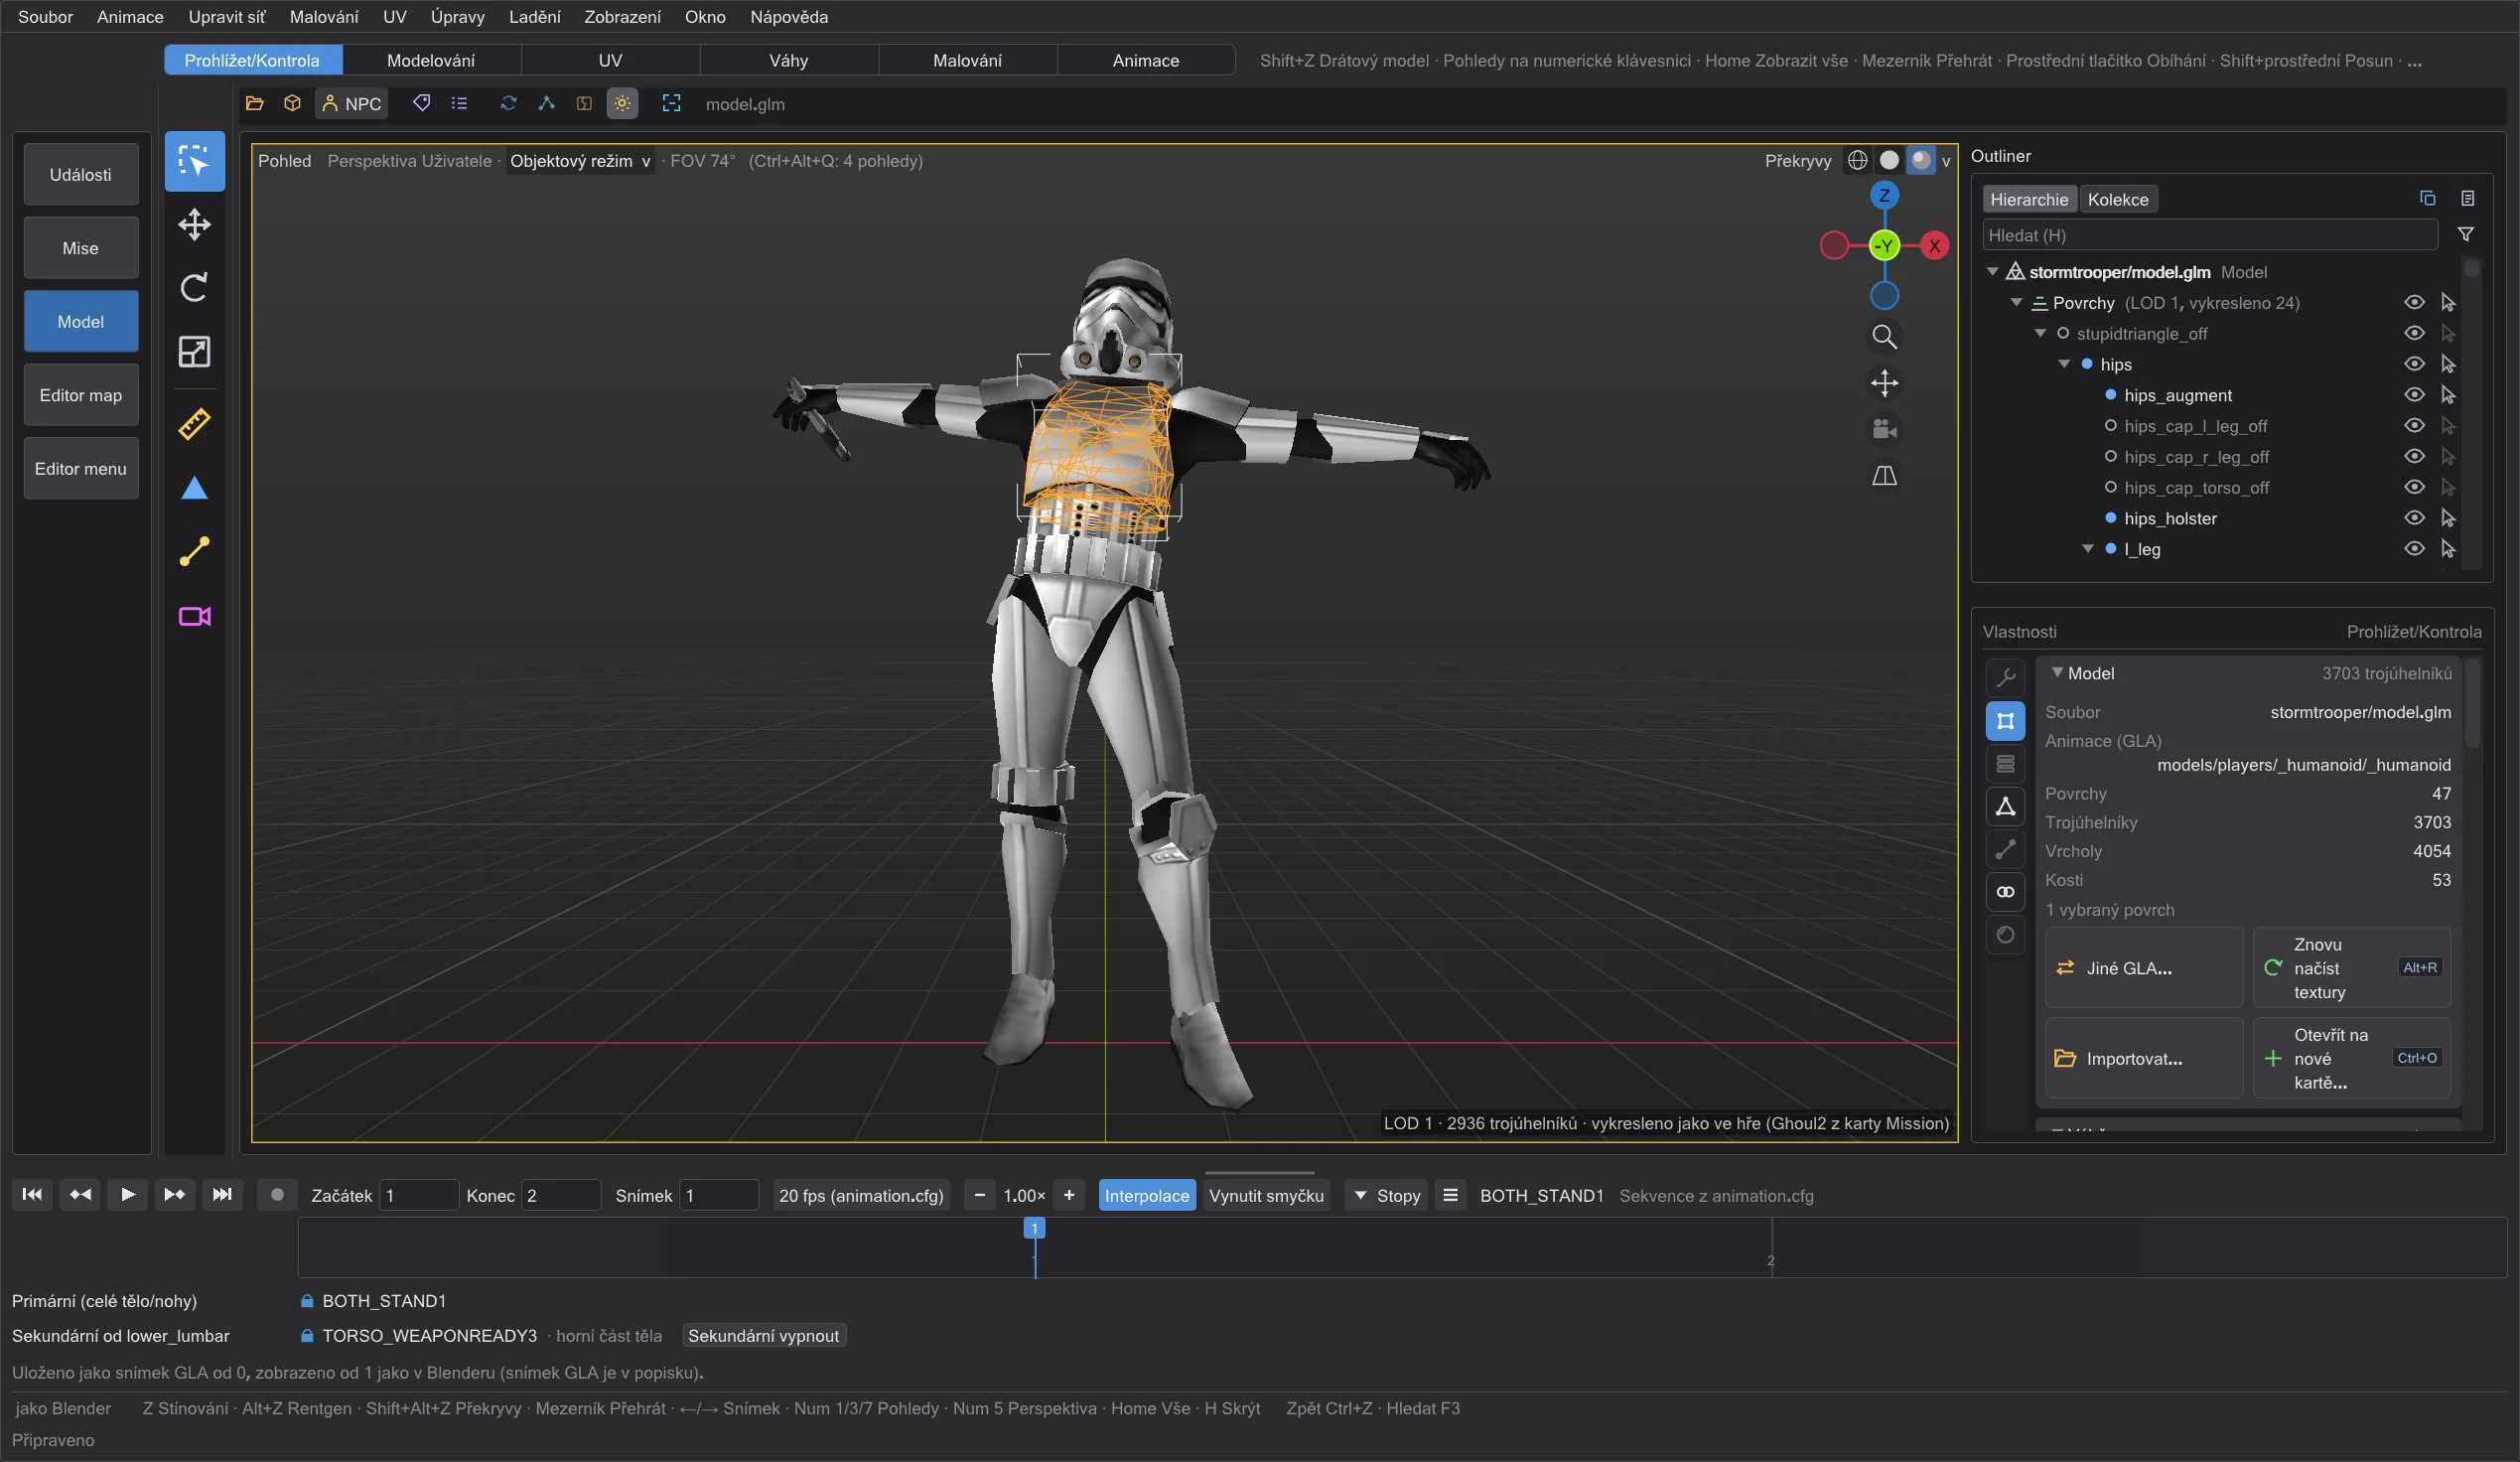 Soubor Animace Upravit síť Malování UV Úpravy Ladění Zobrazení Okno Nápověda
Prohlížet/Kontrola Modelování UV Váhy Malování Animace Shift+Z Drátový model · Pohledy na numerické klávesnici · Home Zobrazit vše · Mezerník Přehrát · Prostřední tlačítko Obíhání · Shift+prostřední Posun · ...
NPC model.glm
Události
Mise
Model
Editor map
Editor menu
Pohled Perspektiva Uživatele · Objektový režim v · FOV 74° (Ctrl+Alt+Q: 4 pohledy) Překryvy v
Z
-Y X
LOD 1 · 2936 trojúhelníků · vykresleno jako ve hře (Ghoul2 z karty Mission)
Outliner
Hierarchie Kolekce
Hledat (H)
stormtrooper/model.glm Model
Povrchy (LOD 1, vykresleno 24)
stupidtriangle_off
hips
hips_augment
hips_cap_l_leg_off
hips_cap_r_leg_off
hips_cap_torso_off
hips_holster
l_leg
Vlastnosti Prohlížet/Kontrola
Model 3703 trojúhelníků
Soubor stormtrooper/model.glm
Animace (GLA)
models/players/_humanoid/_humanoid
Povrchy 47
Trojúhelníky 3703
Vrcholy 4054
Kosti 53
1 vybraný povrch
Jiné GLA...
Znovu načíst textury Alt+R
Importovat...
Otevřít na nové kartě... Ctrl+O
Začátek 1 Konec 2 Snímek 1 20 fps (animation.cfg) − 1.00× + Interpolace Vynutit smyčku Stopy BOTH_STAND1 Sekvence z animation.cfg
1
2
Primární (celé tělo/nohy) BOTH_STAND1
Sekundární od lower_lumbar TORSO_WEAPONREADY3 · horní část těla Sekundární vypnout
Uloženo jako snímek GLA od 0, zobrazeno od 1 jako v Blenderu (snímek GLA je v popisku).
jako Blender Z Stínování · Alt+Z Rentgen · Shift+Alt+Z Překryvy · Mezerník Přehrát · ←/→ Snímek · Num 1/3/7 Pohledy · Num 5 Perspektiva · Home Vše · H Skrýt Zpět Ctrl+Z · Hledat F3
Připraveno